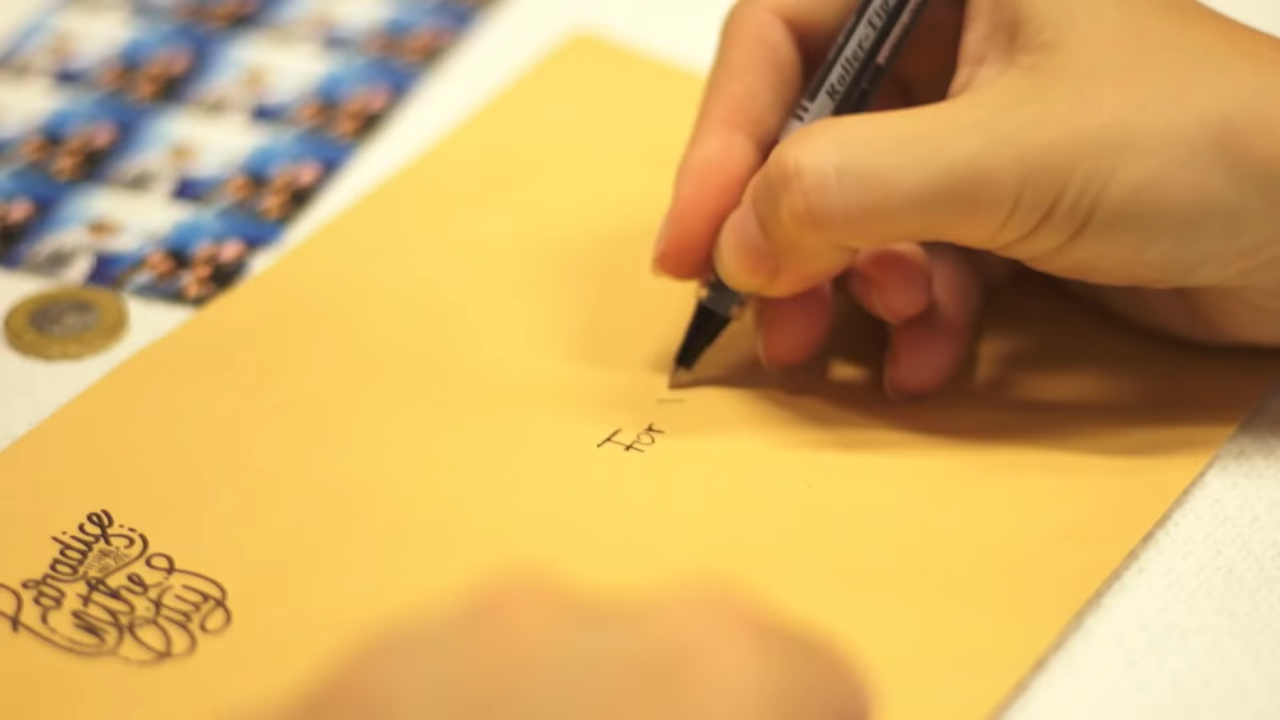 Roller-Tip
For
Paradise
in the
City